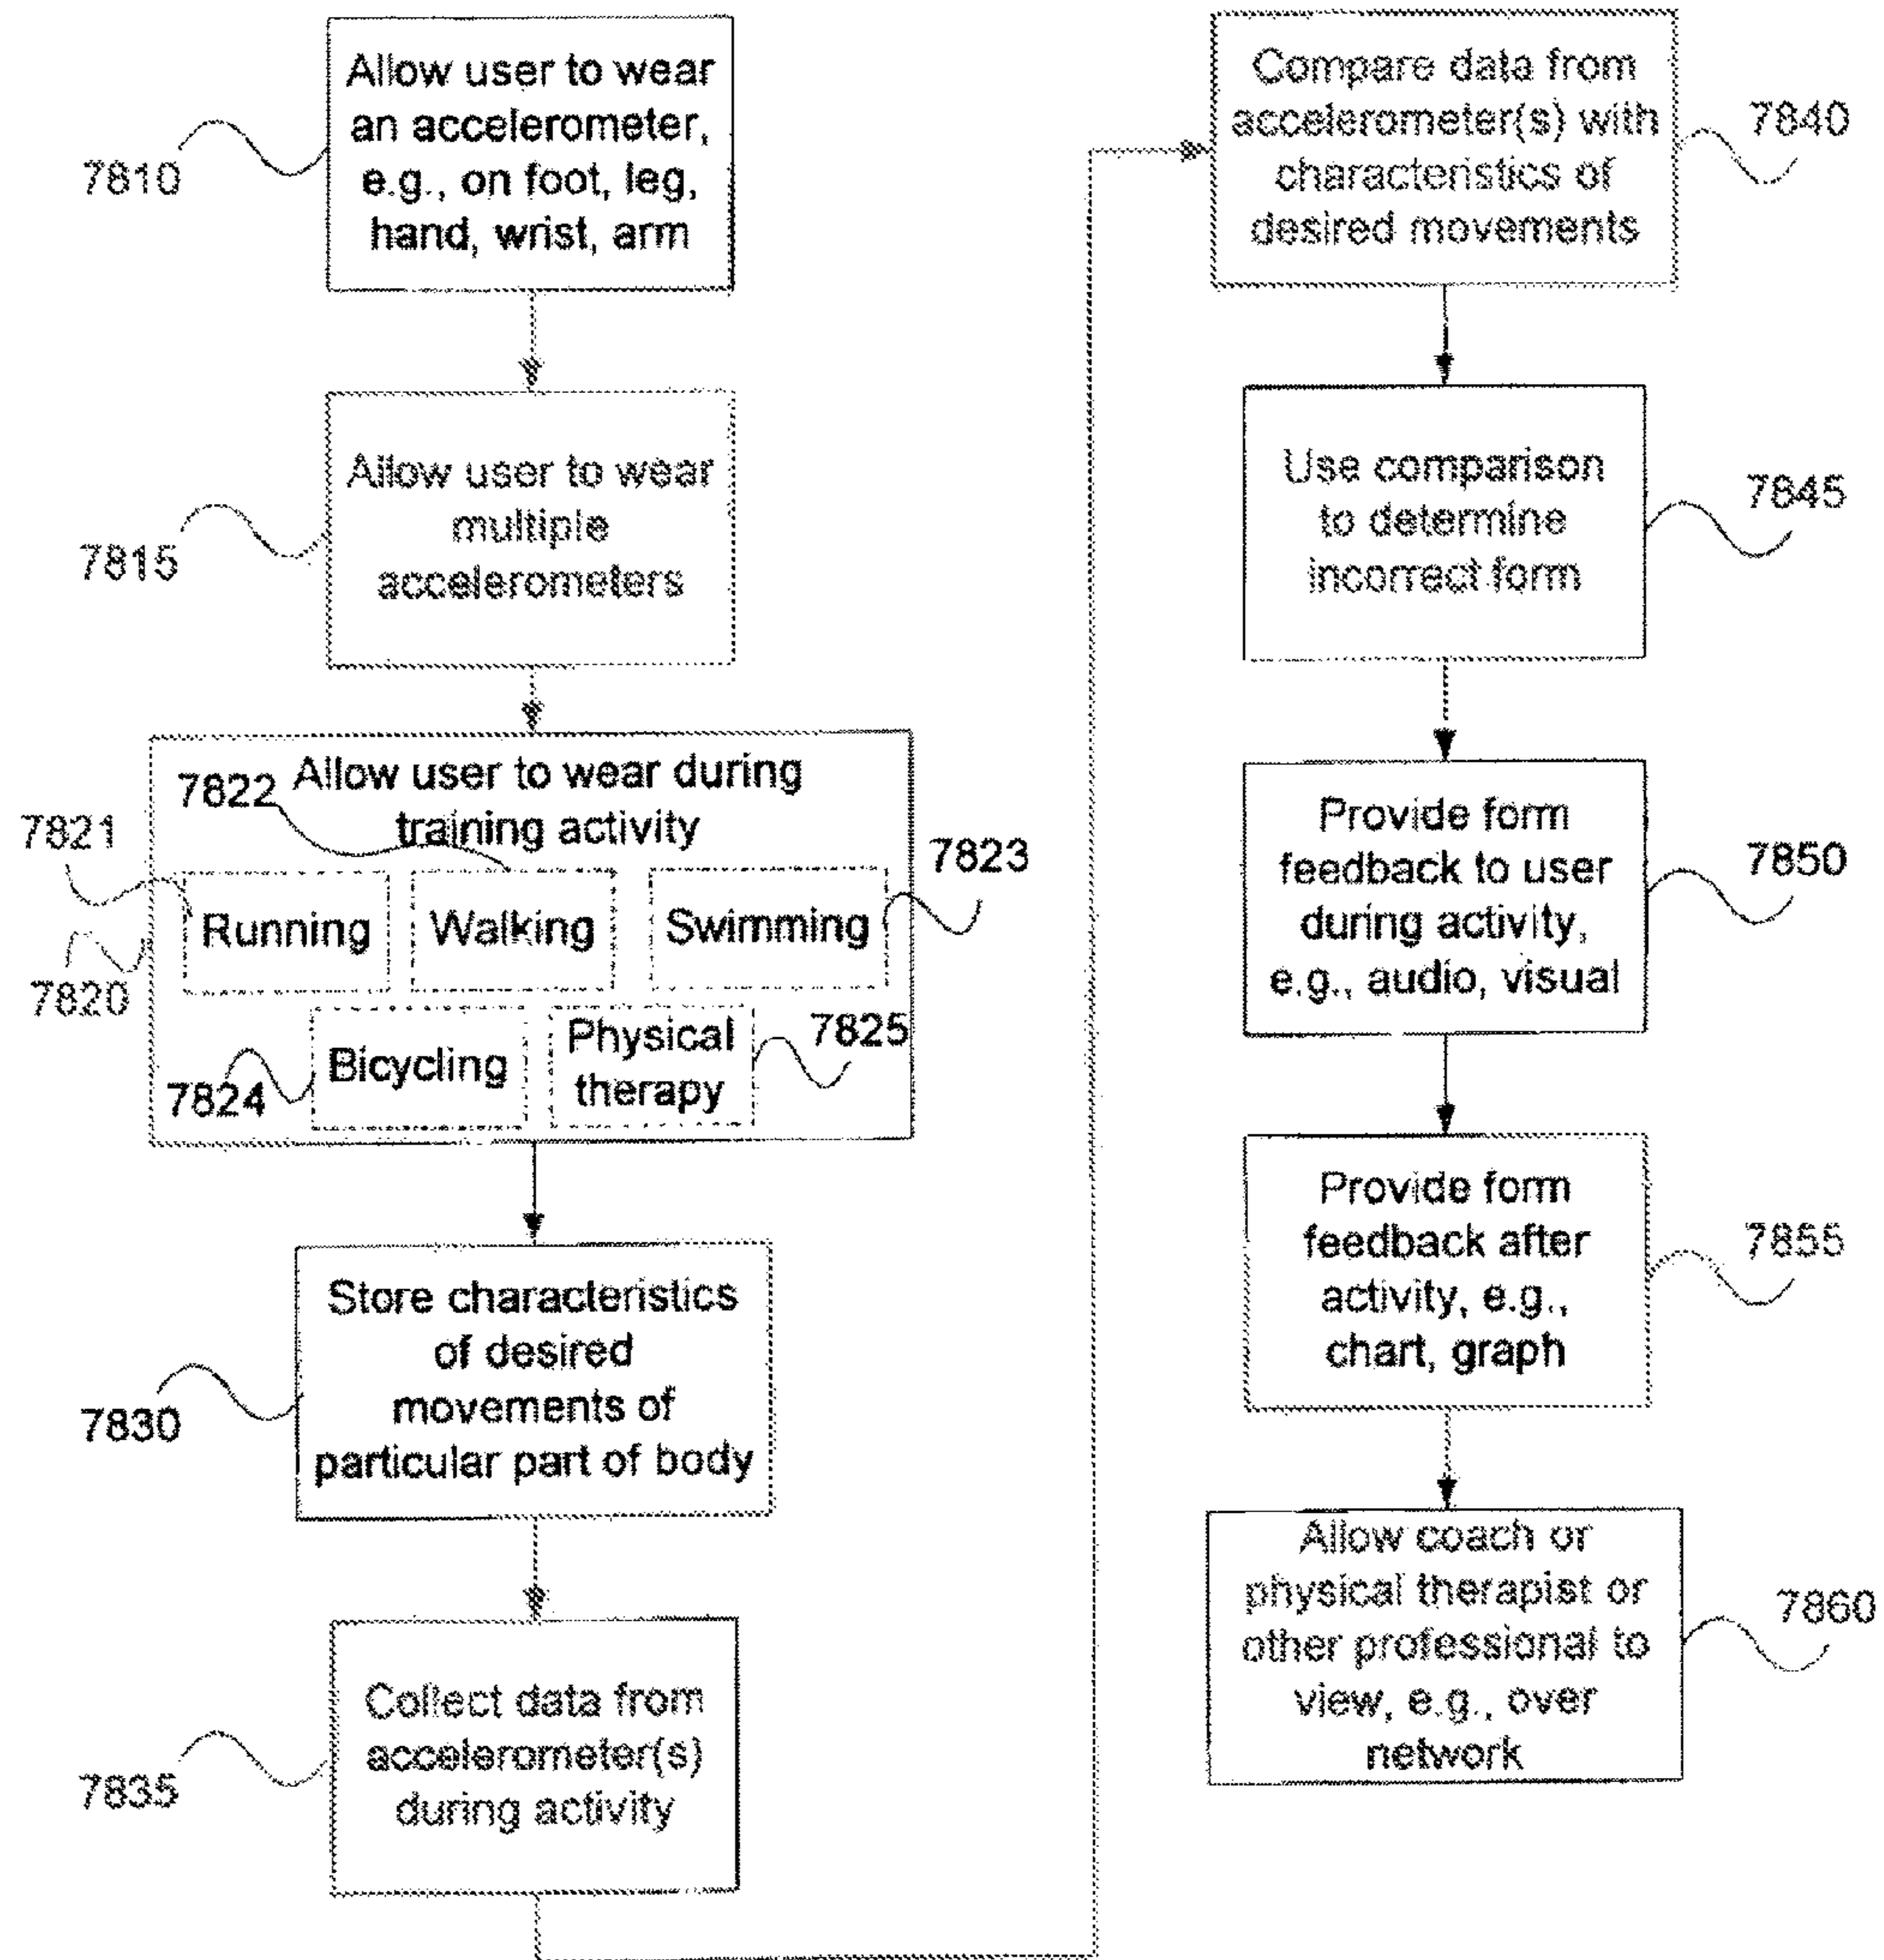 Allow user to wear
an accelerometer,
e.g., on foot, leg,
hand, wrist, arm
7810
Allow user to wear
multiple
accelerometers
7815
Allow user to wear during
training activity
7822
7821
7823
Running
Walking
Swimming
7820
Bicycling
Physical
therapy
7825
7824
Store characteristics
of desired
movements of
particular part of body
7830
Collect data from
accelerometer(s)
during activity
7835
Compare data from
accelerometer(s) with
characteristics of
desired movements
7840
Use comparison
to determine
incorrect form
7845
Provide form
feedback to user
during activity,
e.g., audio, visual
7850
Provide form
feedback after
activity, e.g.,
chart, graph
7855
Allow coach or
physical therapist or
other professional to
view, e.g., over
network
7860